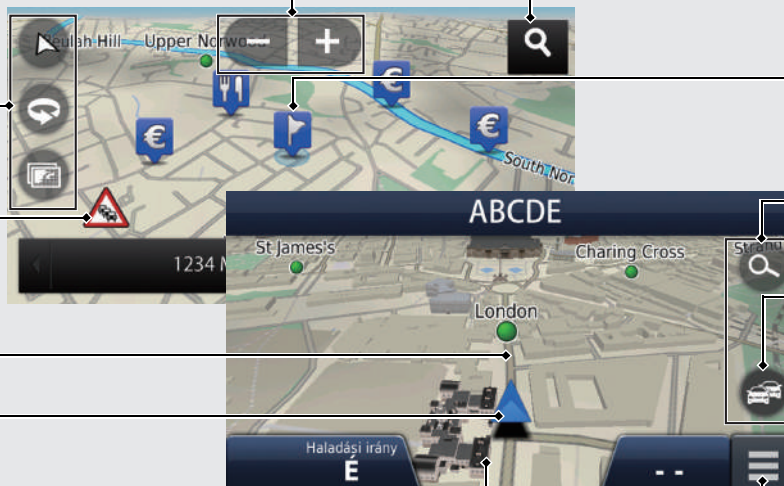 Beulah Hill
Upper Norwood
€
€
€
South Nor
1234
ABCDE
St James's
Charing Cross
Strand
London
Haladási irány
É
- -